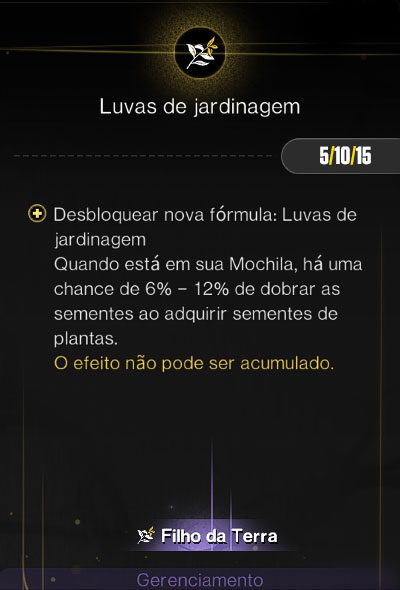 Luvas de jardinagem
5/10/15
Desbloquear nova fórmula: Luvas de
jardinagem
Quando está em sua Mochila, há uma
chance de 6% – 12% de dobrar as
sementes ao adquirir sementes de
plantas.
O efeito não pode ser acumulado.
Filho da Terra
Gerenciamento